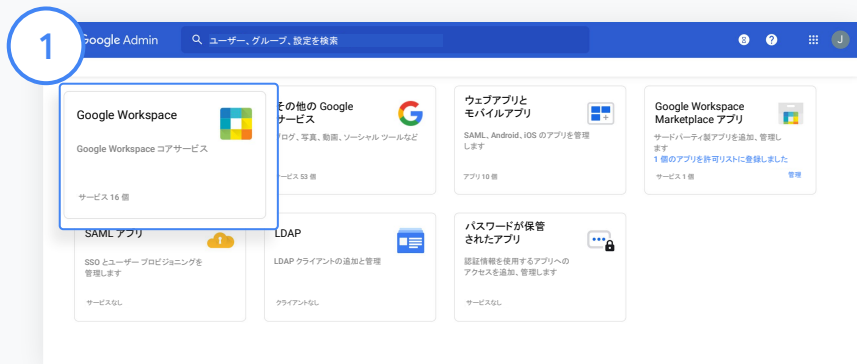 1
Google Admin
ユーザー、グループ、設定を検索
J
Google Workspace
Google Workspace コアサービス
サービス 16 個
その他の Google
サービス
ブログ、写真、動画、ソーシャル ツールなど
サービス 53 個
ウェブアプリと
モバイルアプリ
SAML、Android、iOS のアプリを管理
します
アプリ 10 個
Google Workspace
Marketplace アプリ
サードパーティ製アプリを追加、管理し
ます
1 個のアプリを許可リストに登録しました
サービス 1 個
管理
SAML アプリ
SSO とユーザー プロビジョニングを
管理します
サービスなし
LDAP
LDAP クライアントの追加と管理
クライアントなし
パスワードが保管
されたアプリ
認証情報を使用するアプリへの
アクセスを追加、管理します
サービスなし